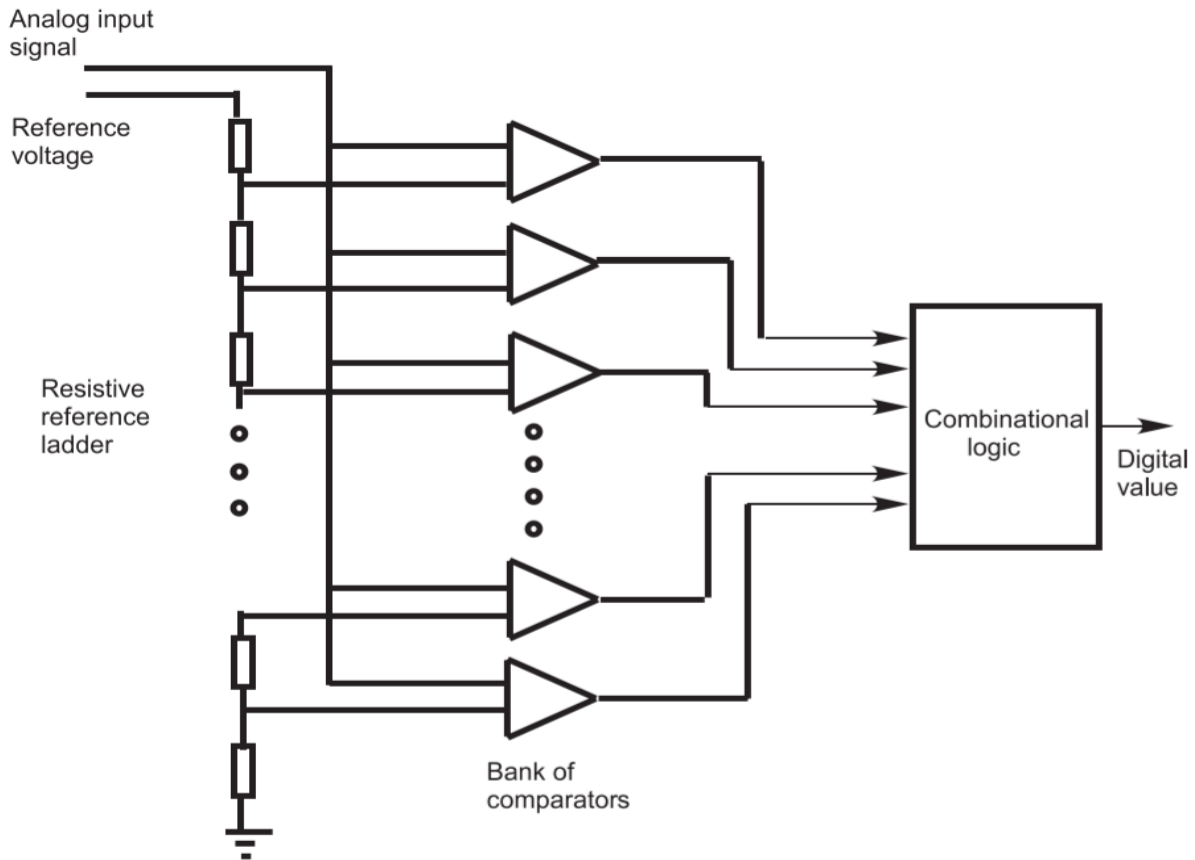 Analog input
signal
Reference
voltage
Resistive
reference
ladder
Combinational
logic
Digital
value
Bank of
comparators